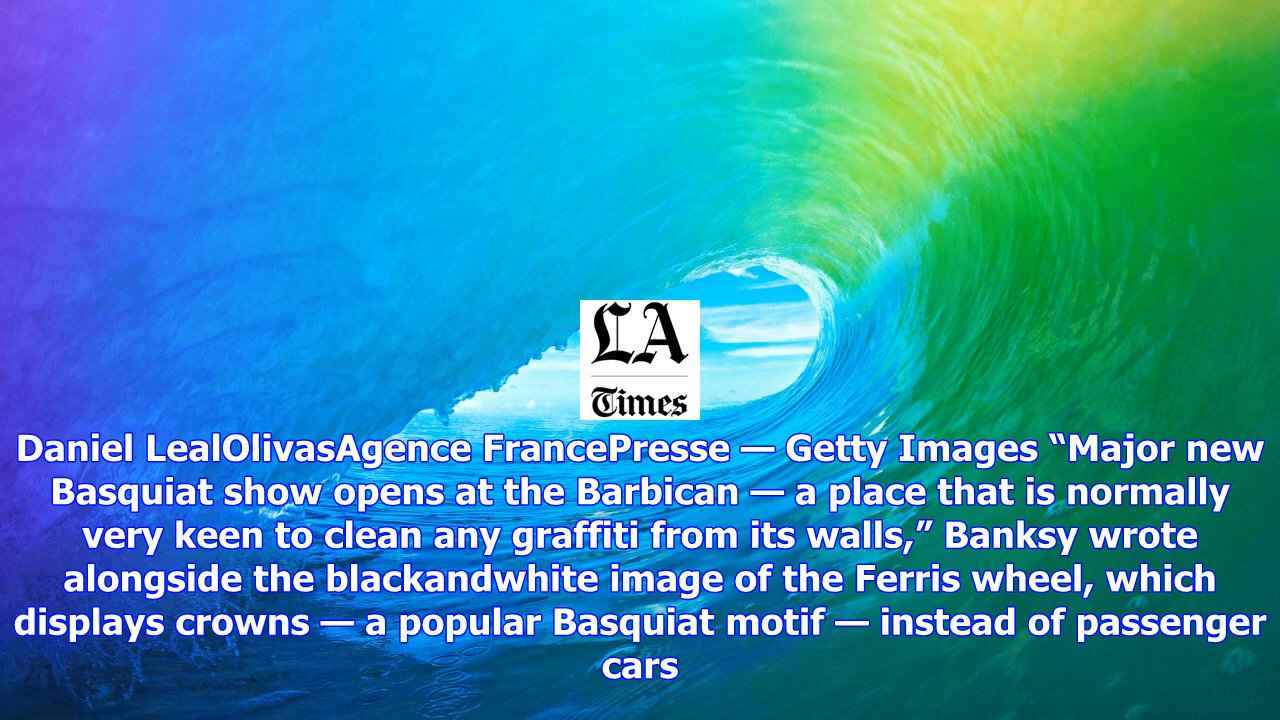 LA
Times
Daniel LealOlivasAgence FrancePresse — Getty Images “Major new
Basquiat show opens at the Barbican — a place that is normally
very keen to clean any graffiti from its walls,” Banksy wrote
alongside the blackandwhite image of the Ferris wheel, which
displays crowns — a popular Basquiat motif — instead of passenger
cars